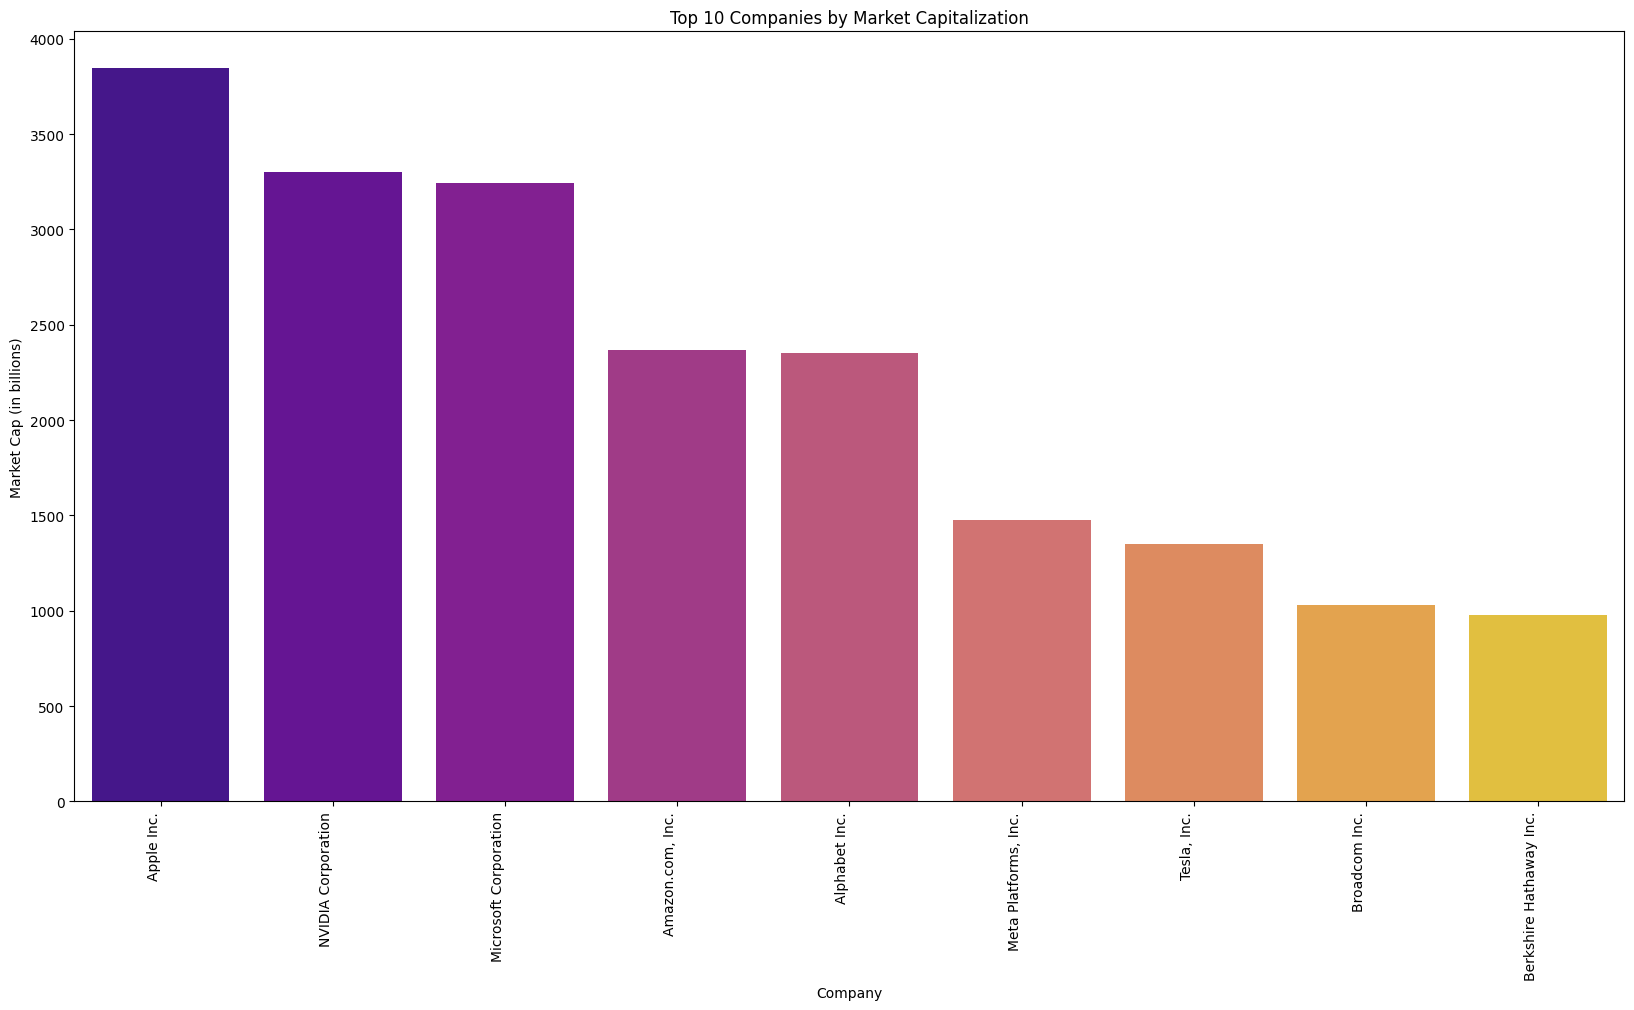 Top 10 Companies by Market Capitalization
Market Cap (in billions)
4000
3500
3000
2500
2000
1500
1000
500
0
Apple Inc.
NVIDIA Corporation
Microsoft Corporation
Amazon.com, Inc.
Alphabet Inc.
Meta Platforms, Inc.
Tesla, Inc.
Broadcom Inc.
Berkshire Hathaway Inc.
Company